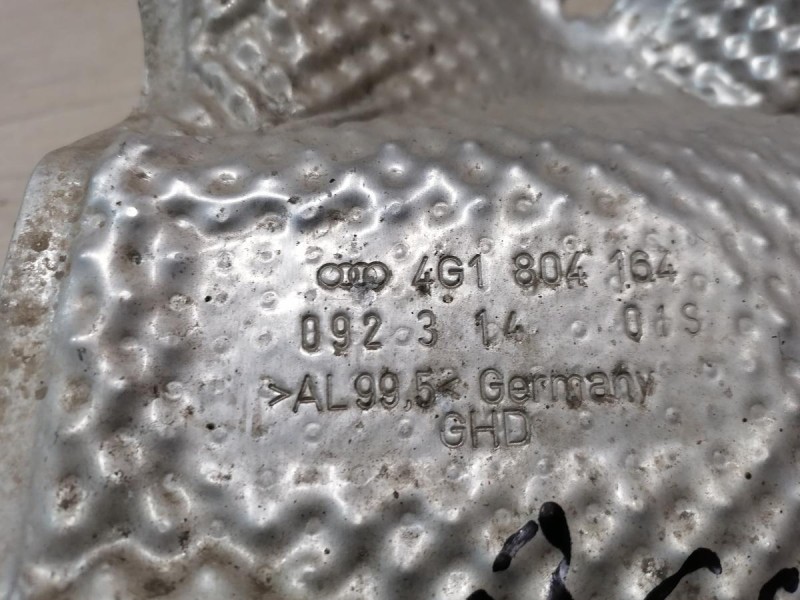 4G1 804 164
092 3 14 01S
>AL99,5< Germany
GHD